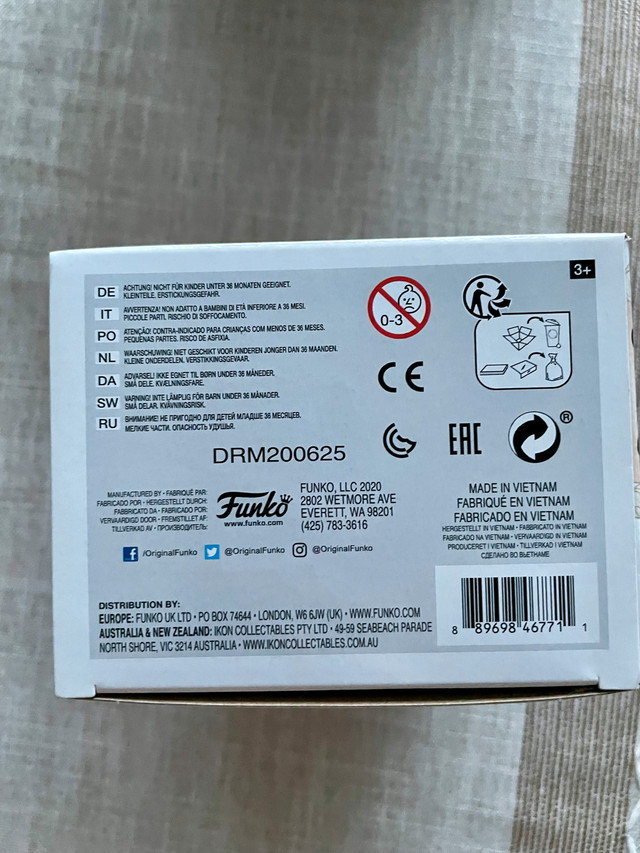 3+
DE ACHTUNG! NICHT FÜR KINDER UNTER 36 MONATEN GEEIGNET.
KLEINTEILE. ERSTICKUNGSGEFAHR.
IT AVVERTENZA! NON ADATTO A BAMBINI DI ETÀ INFERIORE A 36 MESI.
PICCOLE PARTI. RISCHIO DI SOFFOCAMENTO.
PO ATENÇÃO! CONTRA-INDICADO PARA CRIANÇAS COM MENOS DE 36 MESES.
PEQUENAS PARTES. RISCO DE ASFIXIA.
NL WAARSCHUWING! NIET GESCHIKT VOOR KINDEREN JONGER DAN 36 MAANDEN.
KLEINE ONDERDELEN. VERSTIKKINGSGEVAAR.
DA ADVARSEL! IKKE EGNET TIL BØRN UNDER 36 MÅNEDER.
SMÅ DELE. KVÆLNINGSFARE.
SW VARNING! INTE LÄMPLIG FÖR BARN UNDER 36 MÅNADER.
SMÅ DELAR. KVÄVNINGSRISK.
RU ВНИМАНИЕ! НЕ ПРИГОДНО ДЛЯ ДЕТЕЙ МЛАДШЕ 36 МЕСЯЦЕВ.
МЕЛКИЕ ЧАСТИ. ОПАСНОСТЬ УДУШЬЯ.
0-3
CE
EAC
®
DRM200625
MANUFACTURED BY • FABRIQUÉ PAR:
FABRICADO POR • HERGESTELLT DURCH:
FABBRICATO DA • FABRICADO POR:
VERVAARDIGD DOOR • FREMSTILLET AF:
TILLVERKAD AV • ПРОИЗВОДИТЕЛЬ:
Funko
www.funko.com
FUNKO, LLC 2020
2802 WETMORE AVE
EVERETT, WA 98201
(425) 783-3616
MADE IN VIETNAM
FABRIQUÉ EN VIETNAM
FABRICADO EN VIETNAM
HERGESTELLT IN VIETNAM • FABBRICATO IN VIETNAM
FABRICADO NA VIETNAM • VERVAARDIGD IN VIETNAM
PRODUCERET I VIETNAM • TILLVERKAD I VIETNAM
СДЕЛАНО ВО ВЬЕТНАМЕ
f /OriginalFunko @OriginalFunko @OriginalFunko
DISTRIBUTION BY:
EUROPE: FUNKO UK LTD • PO BOX 74644 • LONDON, W6 6JW (UK) • WWW.FUNKO.COM
AUSTRALIA & NEW ZEALAND: IKON COLLECTABLES PTY LTD • 49-59 SEABEACH PARADE
NORTH SHORE, VIC 3214 AUSTRALIA • WWW.IKONCOLLECTABLES.COM.AU
8 89698 46771 1